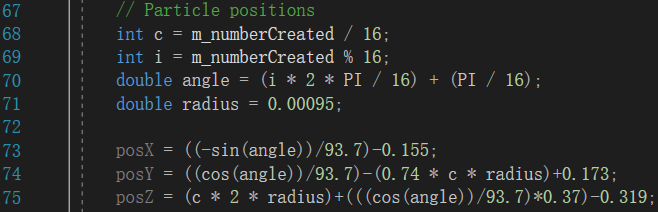 67 // Particle positions
68 int c = m_numberCreated / 16;
69 int i = m_numberCreated % 16;
70 double angle = (i * 2 * PI / 16) + (PI / 16);
71 double radius = 0.00095;
72
73 posX = ((-sin(angle))/93.7)-0.155;
74 posY = ((cos(angle))/93.7)-(0.74 * c * radius)+0.173;
75 posZ = (c * 2 * radius)+(((cos(angle))/93.7)*0.37)-0.319;